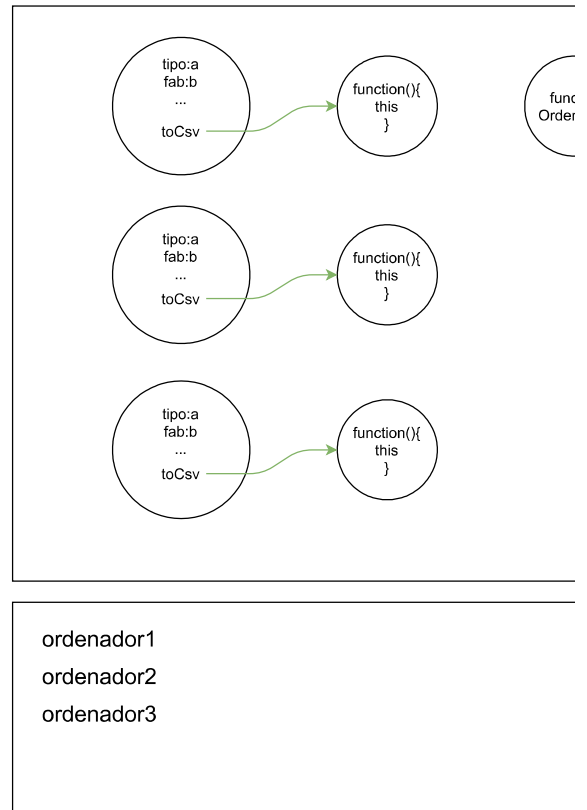 tipo:a
fab:b
...
toCsv
function(){
this
}
tipo:a
fab:b
...
toCsv
function(){
this
}
tipo:a
fab:b
...
toCsv
function(){
this
}
ordenador1
ordenador2
ordenador3